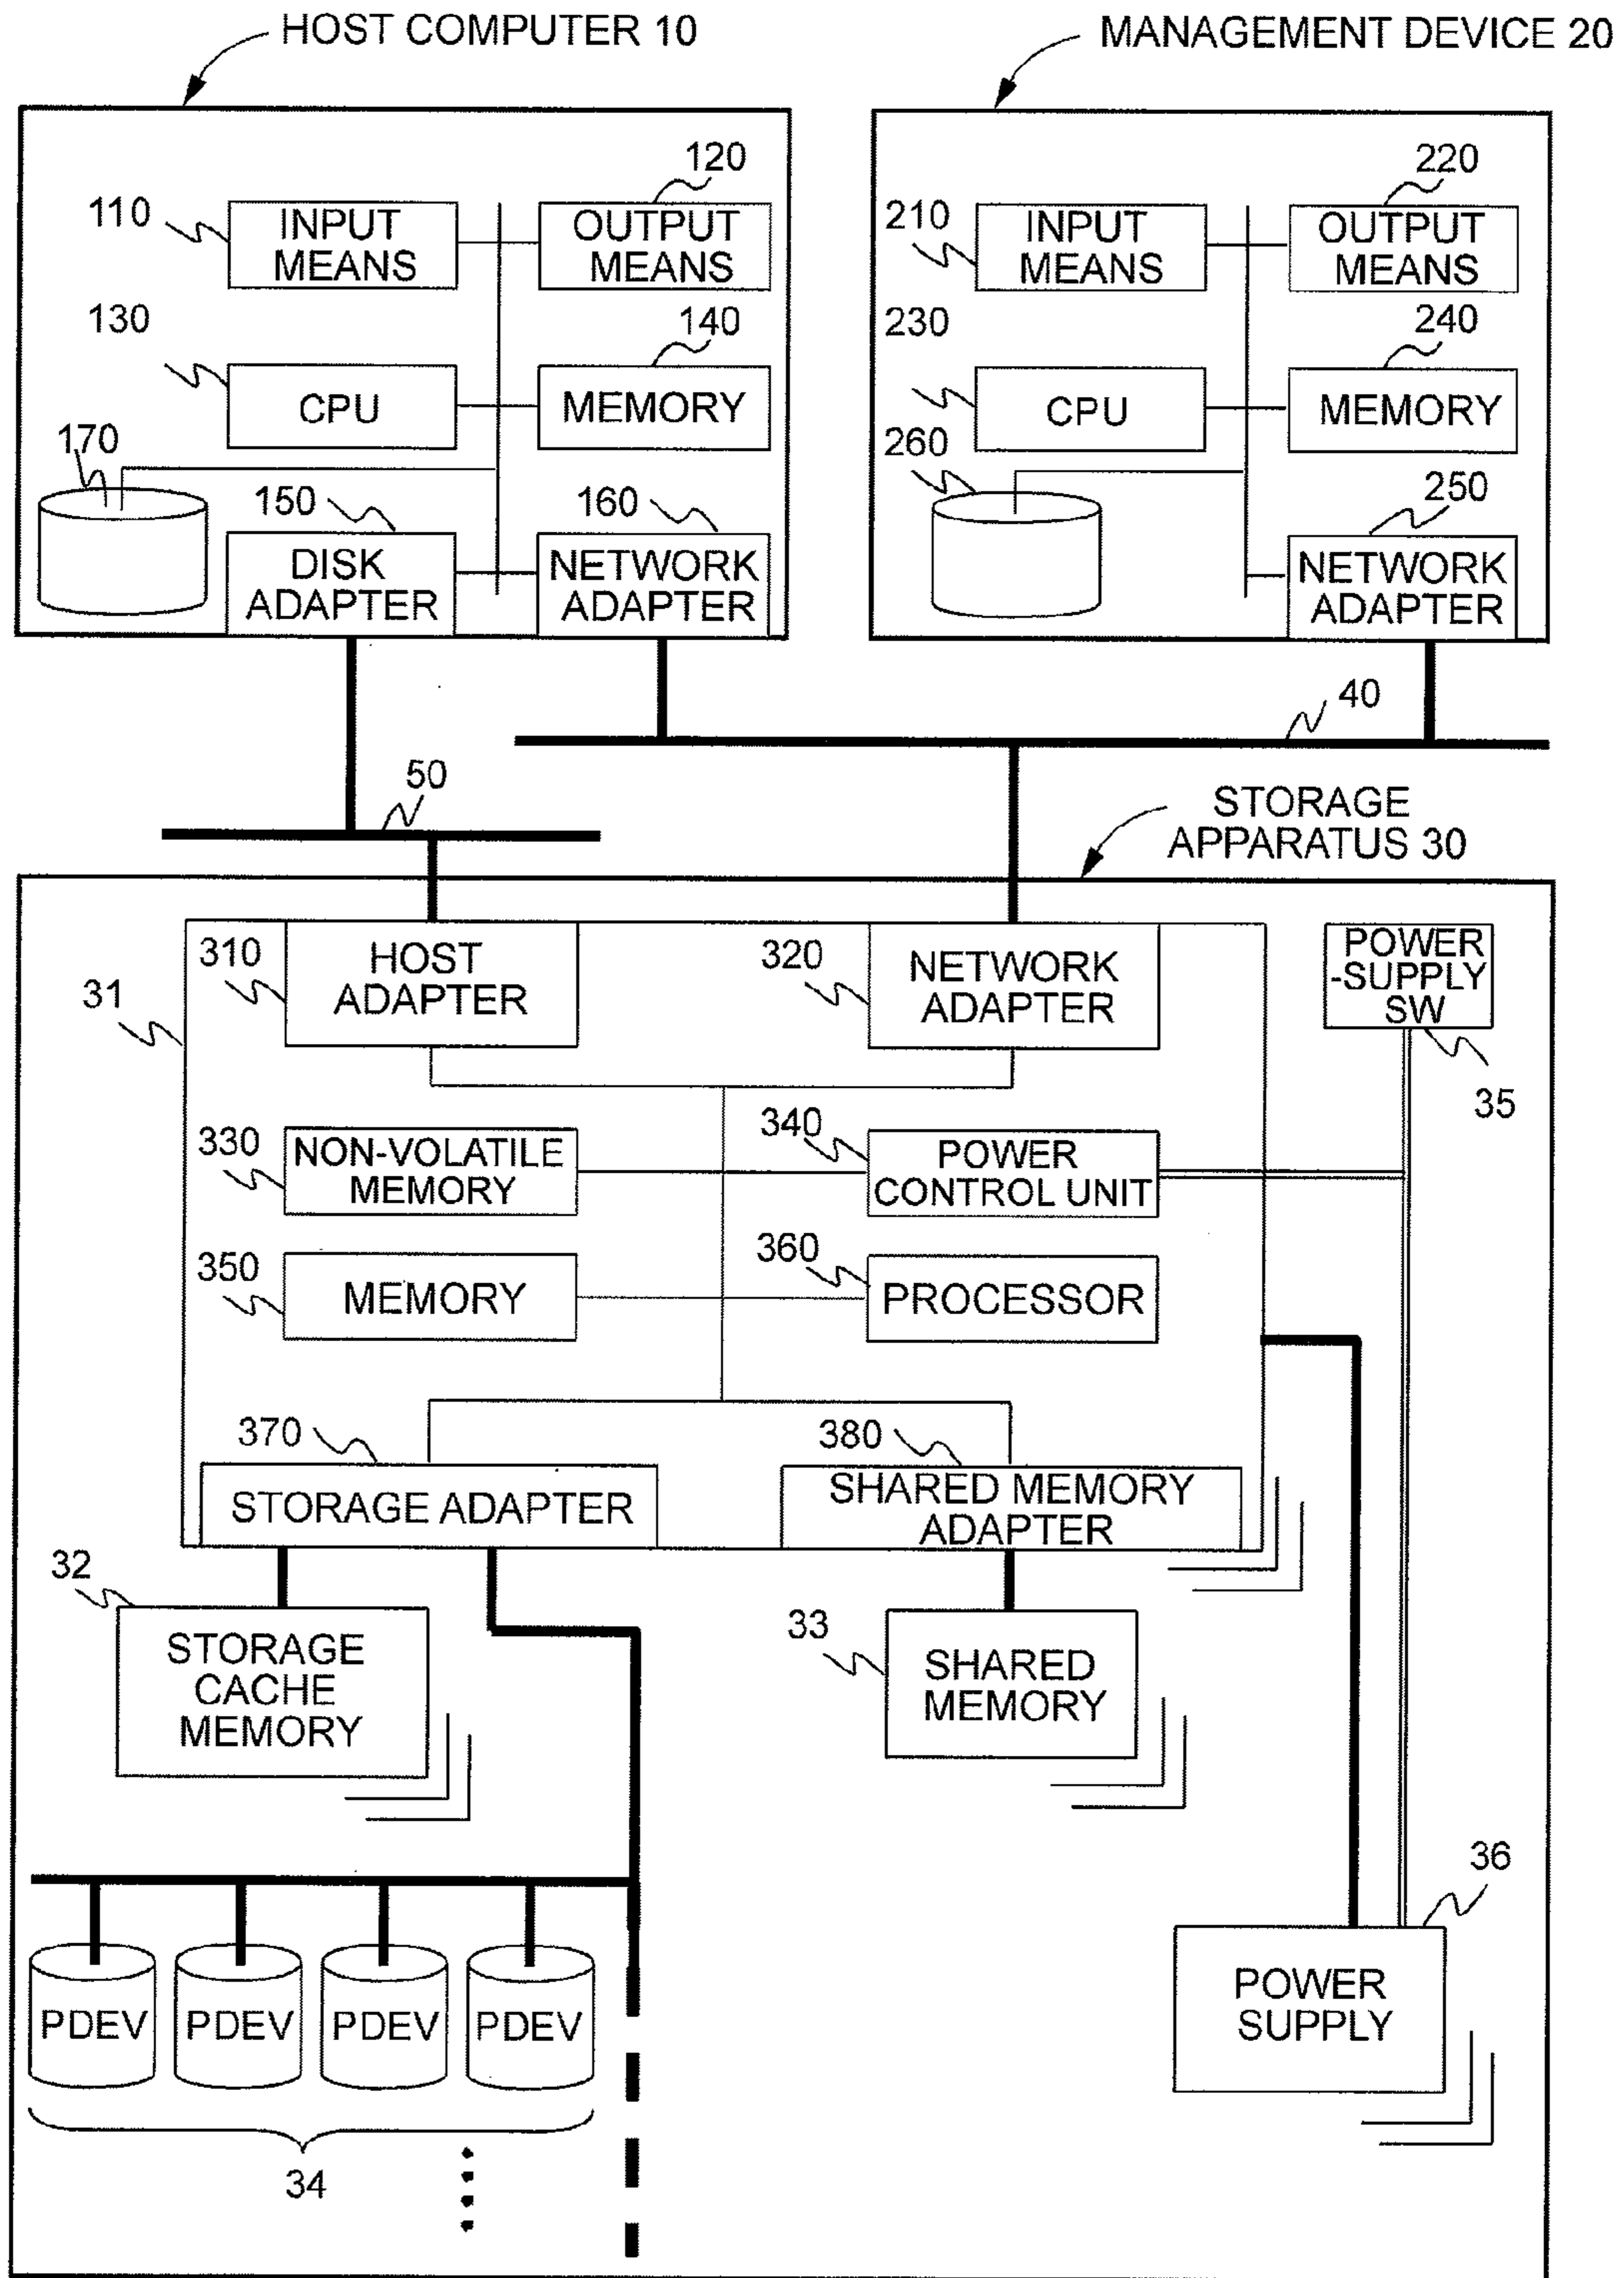 HOST COMPUTER 10
MANAGEMENT DEVICE 20
110
INPUT
MEANS
120
OUTPUT
MEANS
130
CPU
140
MEMORY
170
150
DISK
ADAPTER
160
NETWORK
ADAPTER
210
INPUT
MEANS
220
OUTPUT
MEANS
230
CPU
240
MEMORY
260
250
NETWORK
ADAPTER
40
50
STORAGE
APPARATUS 30
31
310
HOST
ADAPTER
320
NETWORK
ADAPTER
POWER
-SUPPLY
SW
35
330
NON-VOLATILE
MEMORY
340
POWER
CONTROL UNIT
350
MEMORY
360
PROCESSOR
370
STORAGE ADAPTER
380
SHARED MEMORY
ADAPTER
32
STORAGE
CACHE
MEMORY
33
SHARED
MEMORY
36
POWER
SUPPLY
PDEV
PDEV
PDEV
PDEV
34